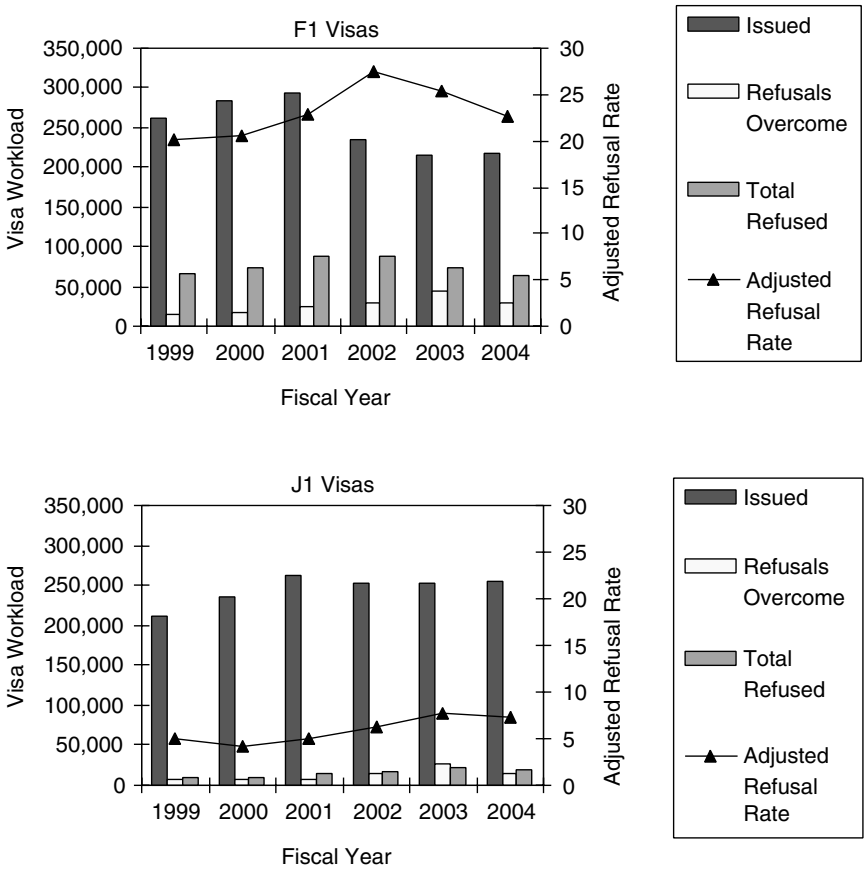 F1 Visas
350,000
300,000
250,000
200,000
150,000
100,000
50,000
0
Visa Workload
30
25
20
15
10
5
0
Adjusted Refusal Rate
1999 2000 2001 2002 2003 2004
Fiscal Year
Issued
Refusals
Overcome
Total
Refused
Adjusted
Refusal
Rate
J1 Visas
350,000
300,000
250,000
200,000
150,000
100,000
50,000
0
Visa Workload
30
25
20
15
10
5
0
Adjusted Refusal Rate
1999 2000 2001 2002 2003 2004
Fiscal Year
Issued
Refusals
Overcome
Total
Refused
Adjusted
Refusal
Rate